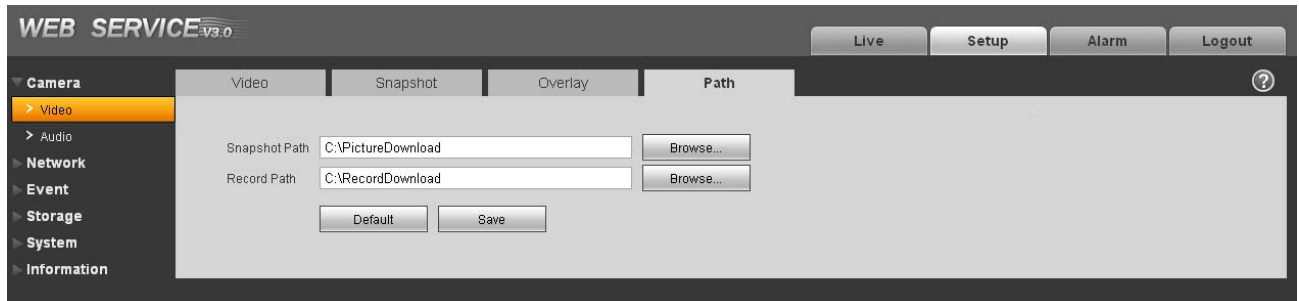 WEB SERVICE V3.0
Live Setup Alarm Logout
Camera
Video
Audio
Network
Event
Storage
System
Information
Video Snapshot Overlay Path ?
Snapshot Path C:\PictureDownload Browse...
Record Path C:\RecordDownload Browse...
Default Save